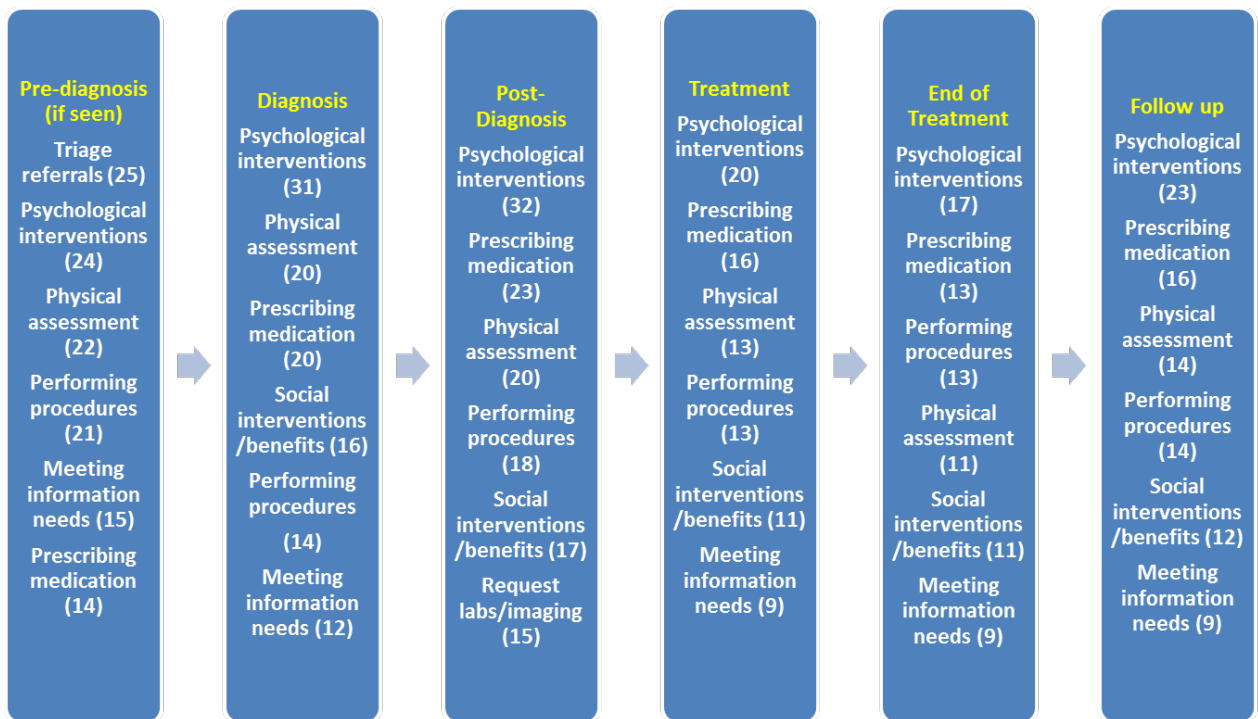 Pre-diagnosis
(if seen)
Triage
referrals (25)
Psychological
interventions
(24)
Physical
assessment
(22)
Performing
procedures
(21)
Meeting
information
needs (15)
Prescribing
medication
(14)
Diagnosis
Psychological
interventions
(31)
Physical
assessment
(20)
Prescribing
medication
(20)
Social
interventions
/benefits (16)
Performing
procedures
(14)
Meeting
information
needs (12)
Post-
Diagnosis
Psychological
interventions
(32)
Prescribing
medication
(23)
Physical
assessment
(20)
Performing
procedures
(18)
Social
interventions
/benefits (17)
Request
labs/imaging
(15)
Treatment
Psychological
interventions
(20)
Prescribing
medication
(16)
Physical
assessment
(13)
Performing
procedures
(13)
Social
interventions
/benefits (11)
Meeting
information
needs (9)
End of
Treatment
Psychological
interventions
(17)
Prescribing
medication
(13)
Performing
procedures
(13)
Physical
assessment
(11)
Social
interventions
/benefits (11)
Meeting
information
needs (9)
Follow up
Psychological
interventions
(23)
Prescribing
medication
(16)
Physical
assessment
(14)
Performing
procedures
(14)
Social
interventions
/benefits (12)
Meeting
information
needs (9)